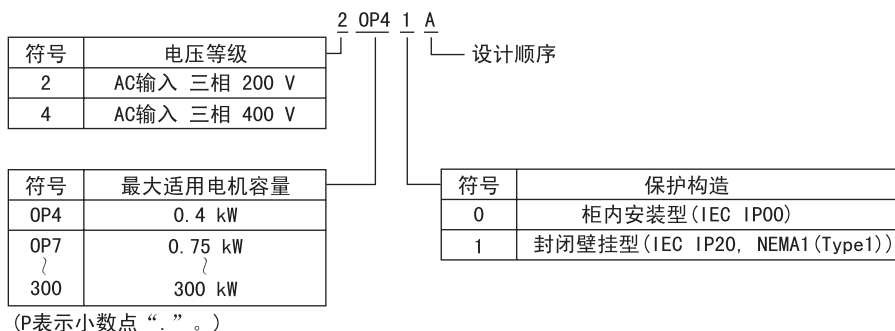 2 0P4 1 A
设计顺序
符号 电压等级
2 AC输入 三相 200 V
4 AC输入 三相 400 V
符号 最大适用电机容量
0P4 0.4 kW
0P7 0.75 kW
～ ～
300 300 kW
(P表示小数点“.”。)
符号 保护构造
0 柜内安装型(IEC IP00)
1 封闭壁挂型(IEC IP20, NEMA1(Type1))